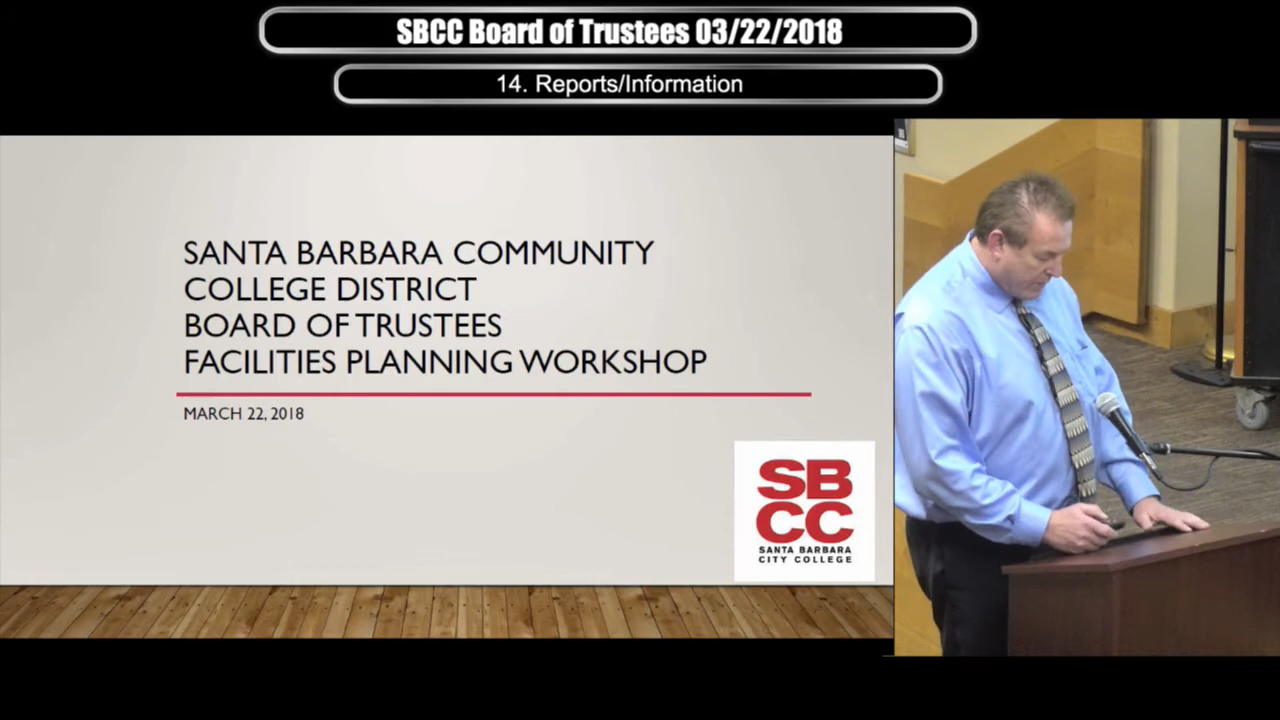 SBCC Board of Trustees 03/22/2018
14. Reports/Information
SANTA BARBARA COMMUNITY
COLLEGE DISTRICT
BOARD OF TRUSTEES
FACILITIES PLANNING WORKSHOP
MARCH 22, 2018
SB
CC
SANTA BARBARA
CITY COLLEGE